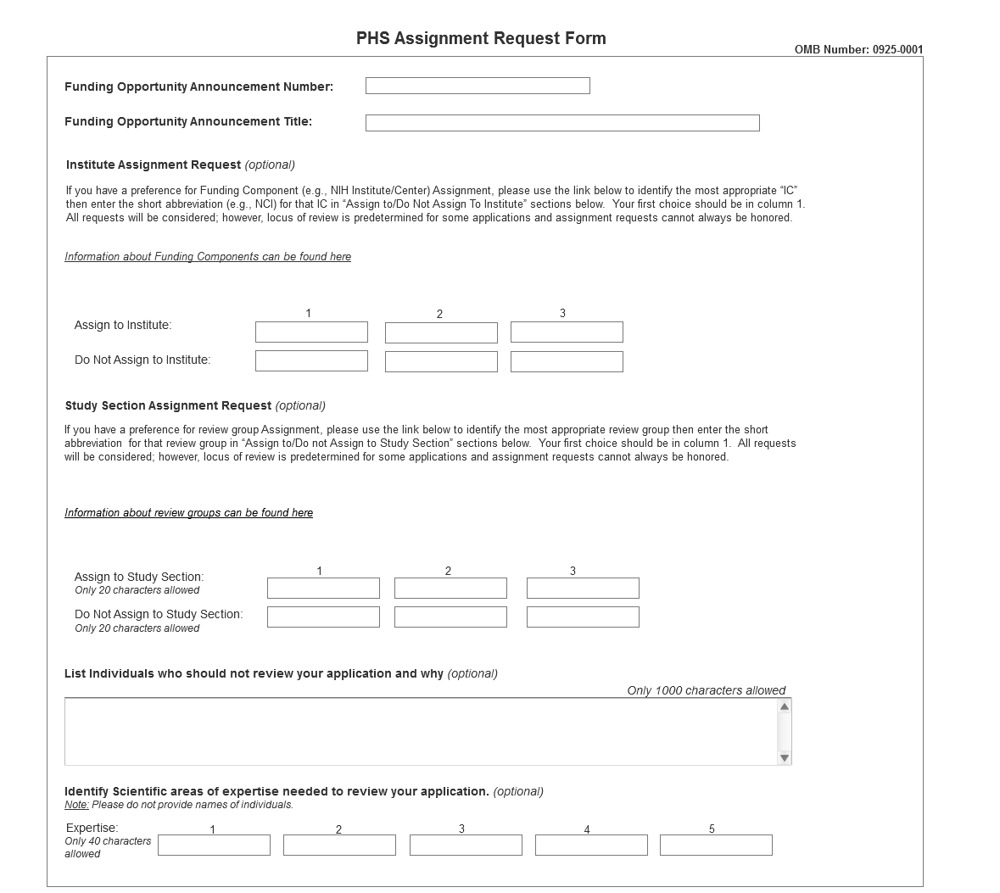 PHS Assignment Request Form
OMB Number: 0925-0001
Funding Opportunity Announcement Number:
Funding Opportunity Announcement Title:
Institute Assignment Request (optional)
If you have a preference for Funding Component (e.g., NIH Institute/Center) Assignment, please use the link below to identify the most appropriate “IC”
then enter the short abbreviation (e.g., NCI) for that IC in “Assign to/Do Not Assign To Institute” sections below.  Your first choice should be in column 1.
All requests will be considered; however, locus of review is predetermined for some applications and assignment requests cannot always be honored.
Information about Funding Components can be found here
1 2 3
Assign to Institute:
Do Not Assign to Institute:
Study Section Assignment Request (optional)
If you have a preference for review group Assignment, please use the link below to identify the most appropriate review group then enter the short
abbreviation  for that review group in “Assign to/Do not Assign to Study Section” sections below.  Your first choice should be in column 1.  All requests
will be considered; however, locus of review is predetermined for some applications and assignment requests cannot always be honored.
Information about review groups can be found here
1 2 3
Assign to Study Section:
Only 20 characters allowed
Do Not Assign to Study Section:
Only 20 characters allowed
List Individuals who should not review your application and why (optional)
Only 1000 characters allowed
Identify Scientific areas of expertise needed to review your application. (optional)
Note: Please do not provide names of individuals.
Expertise: 1 2 3 4 5
Only 40 characters
allowed